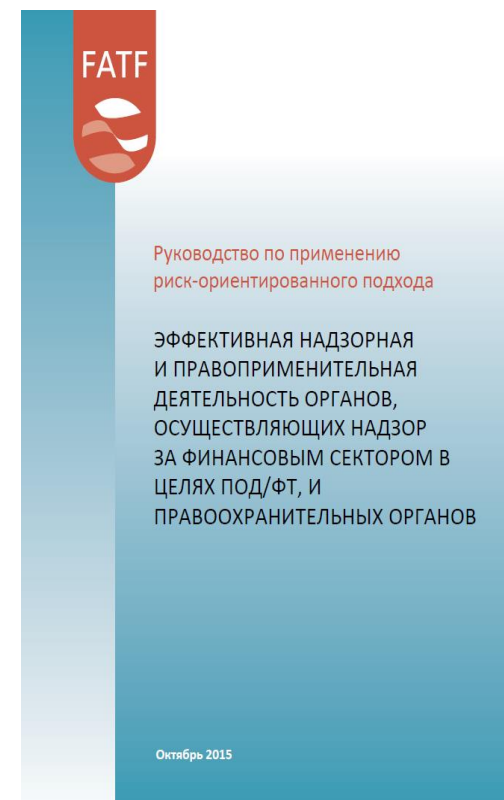 FATF
Руководство по применению
риск-ориентированного подхода
ЭФФЕКТИВНАЯ НАДЗОРНАЯ
И ПРАВОПРИМЕНИТЕЛЬНАЯ
ДЕЯТЕЛЬНОСТЬ ОРГАНОВ,
ОСУЩЕСТВЛЯЮЩИХ НАДЗОР
ЗА ФИНАНСОВЫМ СЕКТОРОМ В
ЦЕЛЯХ ПОД/ФТ, И
ПРАВООХРАНИТЕЛЬНЫХ ОРГАНОВ
Октябрь 2015